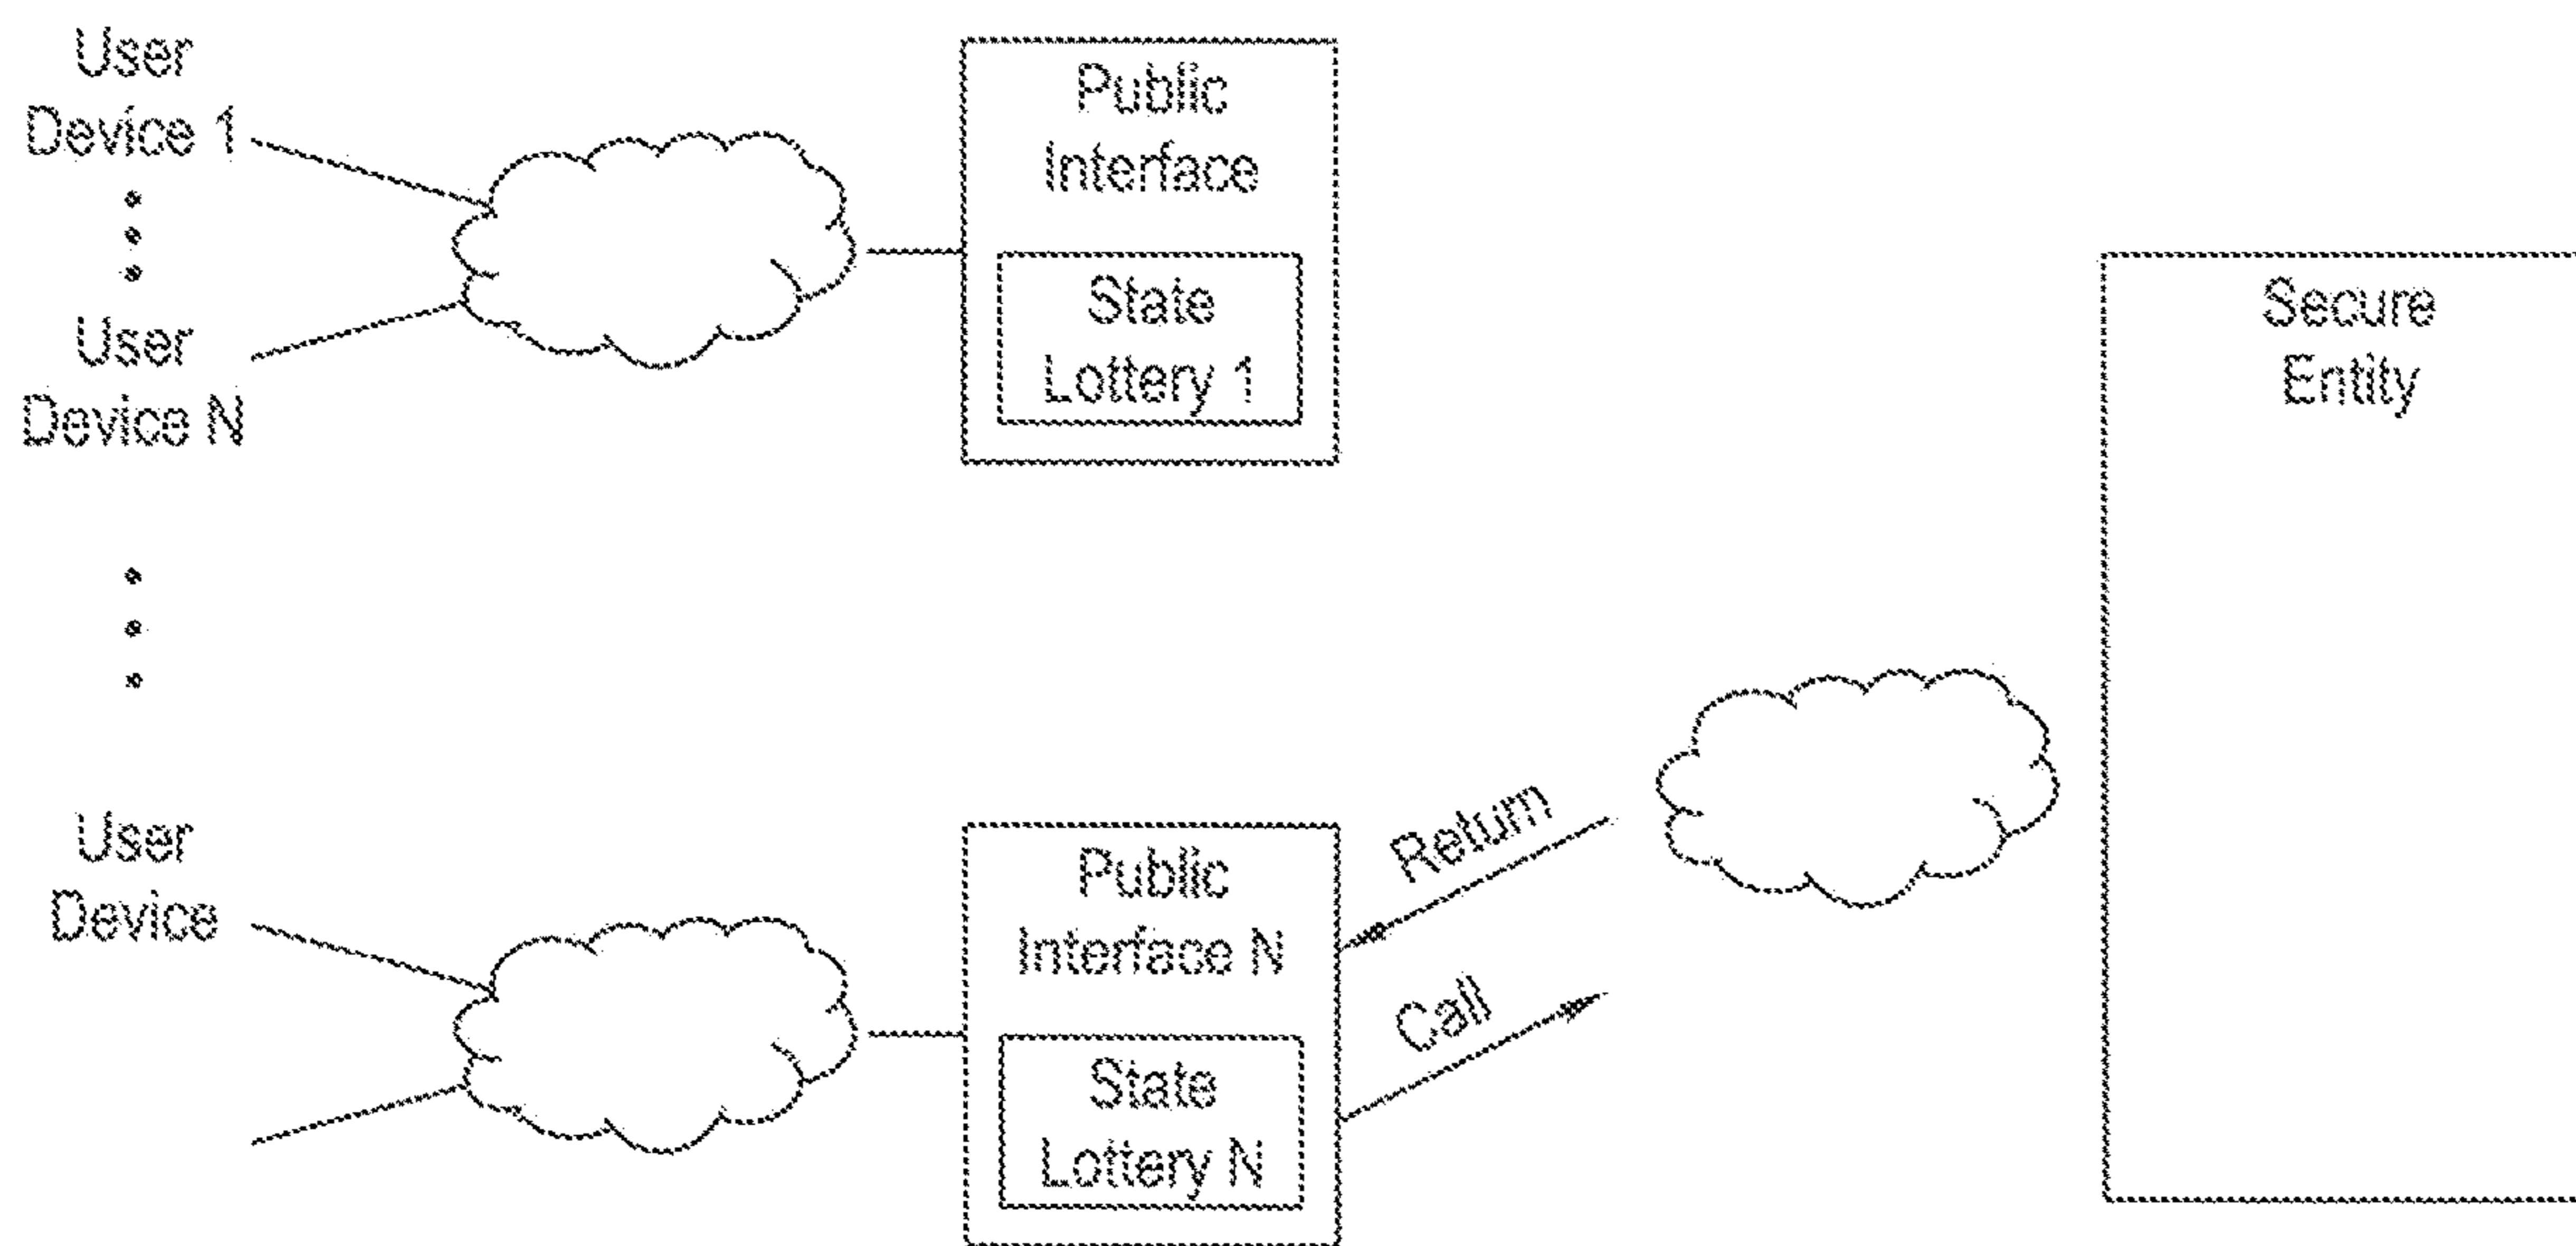 User
Device 1
User
Device N
Public
Interface
State
Lottery 1
Secure
Entity
User
Device
Public
Interface N
State
Lottery N
Return
Call